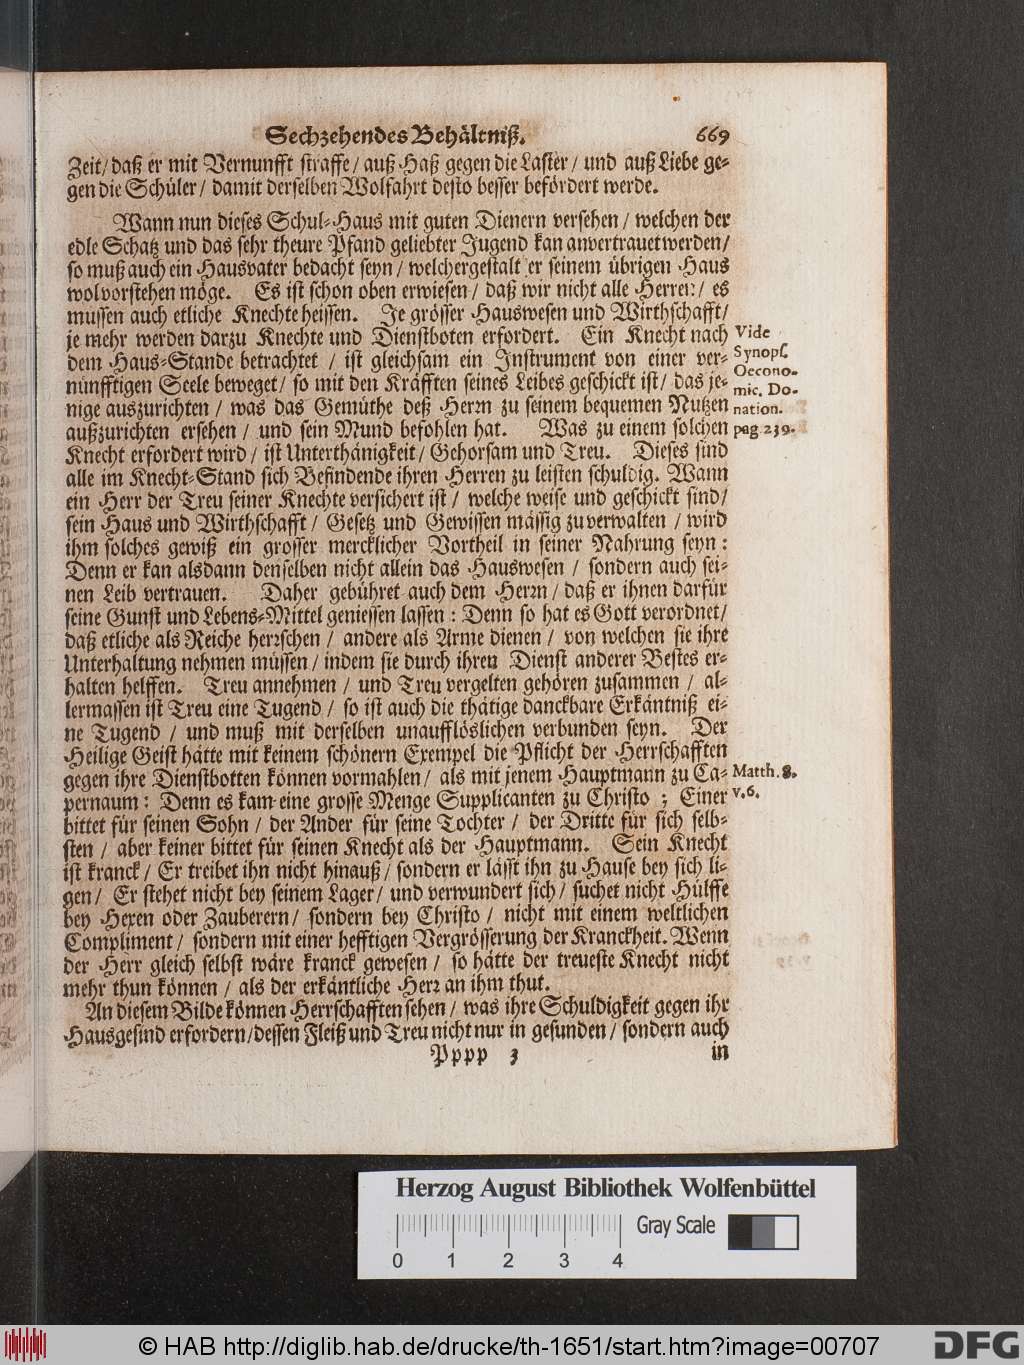 Sechzehendes Behältniß. 669
Zeit/ daß er mit Vernunfft straffe/ auß Haß gegen die Laster/ und auß Liebe ge-
gen die Schüler/ damit derselben Wolfahrt desto besser befördert werde.
Wann nun dieses Schul-Haus mit guten Dienern versehen/ welchen der
edle Schatz und das sehr theure Pfand geliebter Jugend kan anvertrauet werden/
so muß auch ein Hausvater bedacht seyn/ welchergestalt er seinem übrigen Haus
wol vorstehen möge. Es ist schon oben erwiesen/ daß wir nicht alle Herren/ es
mussen auch etliche Knechte heissen. Je grösser Hauswesen und Wirthschafft/
je mehr werden darzu Knechte und Dienstboten erfordert. Ein Knecht nach
dem Haus-Stande betrachtet/ ist gleichsam ein Instrument von einer ver-
nünfftigen Seele beweget/ so mit den Kräfften seines Leibes geschickt ist/ das je-
nige auszurichten/ was das Gemüthe deß Herrn zu seinem bequemen Nutzen
außzurichten ersehen/ und sein Mund befohlen hat. Was zu einem solchen
Knecht erfordert wird/ ist Unterthänigkeit/ Gehorsam und Treu. Dieses sind
alle im Knecht-Stand sich Befindende ihren Herren zu leisten schuldig. Wann
ein Herr der Treu seiner Knechte versichert ist/ welche weise und geschickt sind/
sein Haus und Wirthschafft/ Gesetz und Gewissen mässig zu verwalten/ wird
ihm solches gewiß ein grosser mercklicher Vortheil in seiner Nahrung seyn:
Denn er kan alsdann denselben nicht allein das Hauswesen/ sondern auch sei-
nen Leib vertrauen. Daher gebühret auch dem Herrn/ daß er ihnen darfür
seine Gunst und Lebens-Mittel geniessen lassen: Denn so hat es Gott verordnet/
daß etliche als Reiche herrschen/ andere als Arme dienen/ von welchen sie ihre
Unterhaltung nehmen müssen/ indem sie durch ihren Dienst anderer Bestes er-
halten helffen. Treu annehmen/ und Treu vergelten gehören zusammen/ al-
lermassen ist Treu eine Tugend/ so ist auch die thätige danckbare Erkäntniß ei-
ne Tugend/ und muß mit derselben unaufflöslichen verbunden seyn. Der
Heilige Geist hätte mit keinem schönern Exempel die Pflicht der Herrschafften
gegen ihre Dienstbotten können vormahlen/ als mit jenem Hauptmann zu Ca-
pernaum: Denn es kam eine grosse Menge Supplicanten zu Christo; Einer
bittet für seinen Sohn/ der Ander für seine Tochter/ der Dritte für sich selb-
sten/ aber keiner bittet für seinen Knecht als der Hauptmann. Sein Knecht
ist kranck/ Er treibet ihn nicht hinauß/ sondern er lässt ihn zu Hause bey sich li-
gen/ Er stehet nicht bey seinem Lager/ und verwundert sich/ suchet nicht Hülffe
bey Hexen oder Zauberern/ sondern bey Christo/ nicht mit einem weltlichen
Compliment/ sondern mit einer hefftigen Vergrösserung der Kranckheit. Wenn
der Herr gleich selbst wäre kranck gewesen/ so hätte der treueste Knecht nicht
mehr thun können/ als der erkäntliche Herr an ihm thut.
An diesem Bilde können Herrschafften sehen/ was ihre Schuldigkeit gegen ihr
Hausgesind erfordern/ dessen Fleiß und Treu nicht nur in gesunden/ sondern auch
Pppp 3 in
Vide
Synops.
Oecono-
mic. Do-
nation.
pag 239.
Matth. 8.
v. 6.
Herzog August Bibliothek Wolfenbüttel
Gray Scale
0 1 2 3 4
© HAB http://diglib.hab.de/drucke/th-1651/start.htm?image=00707
DFG